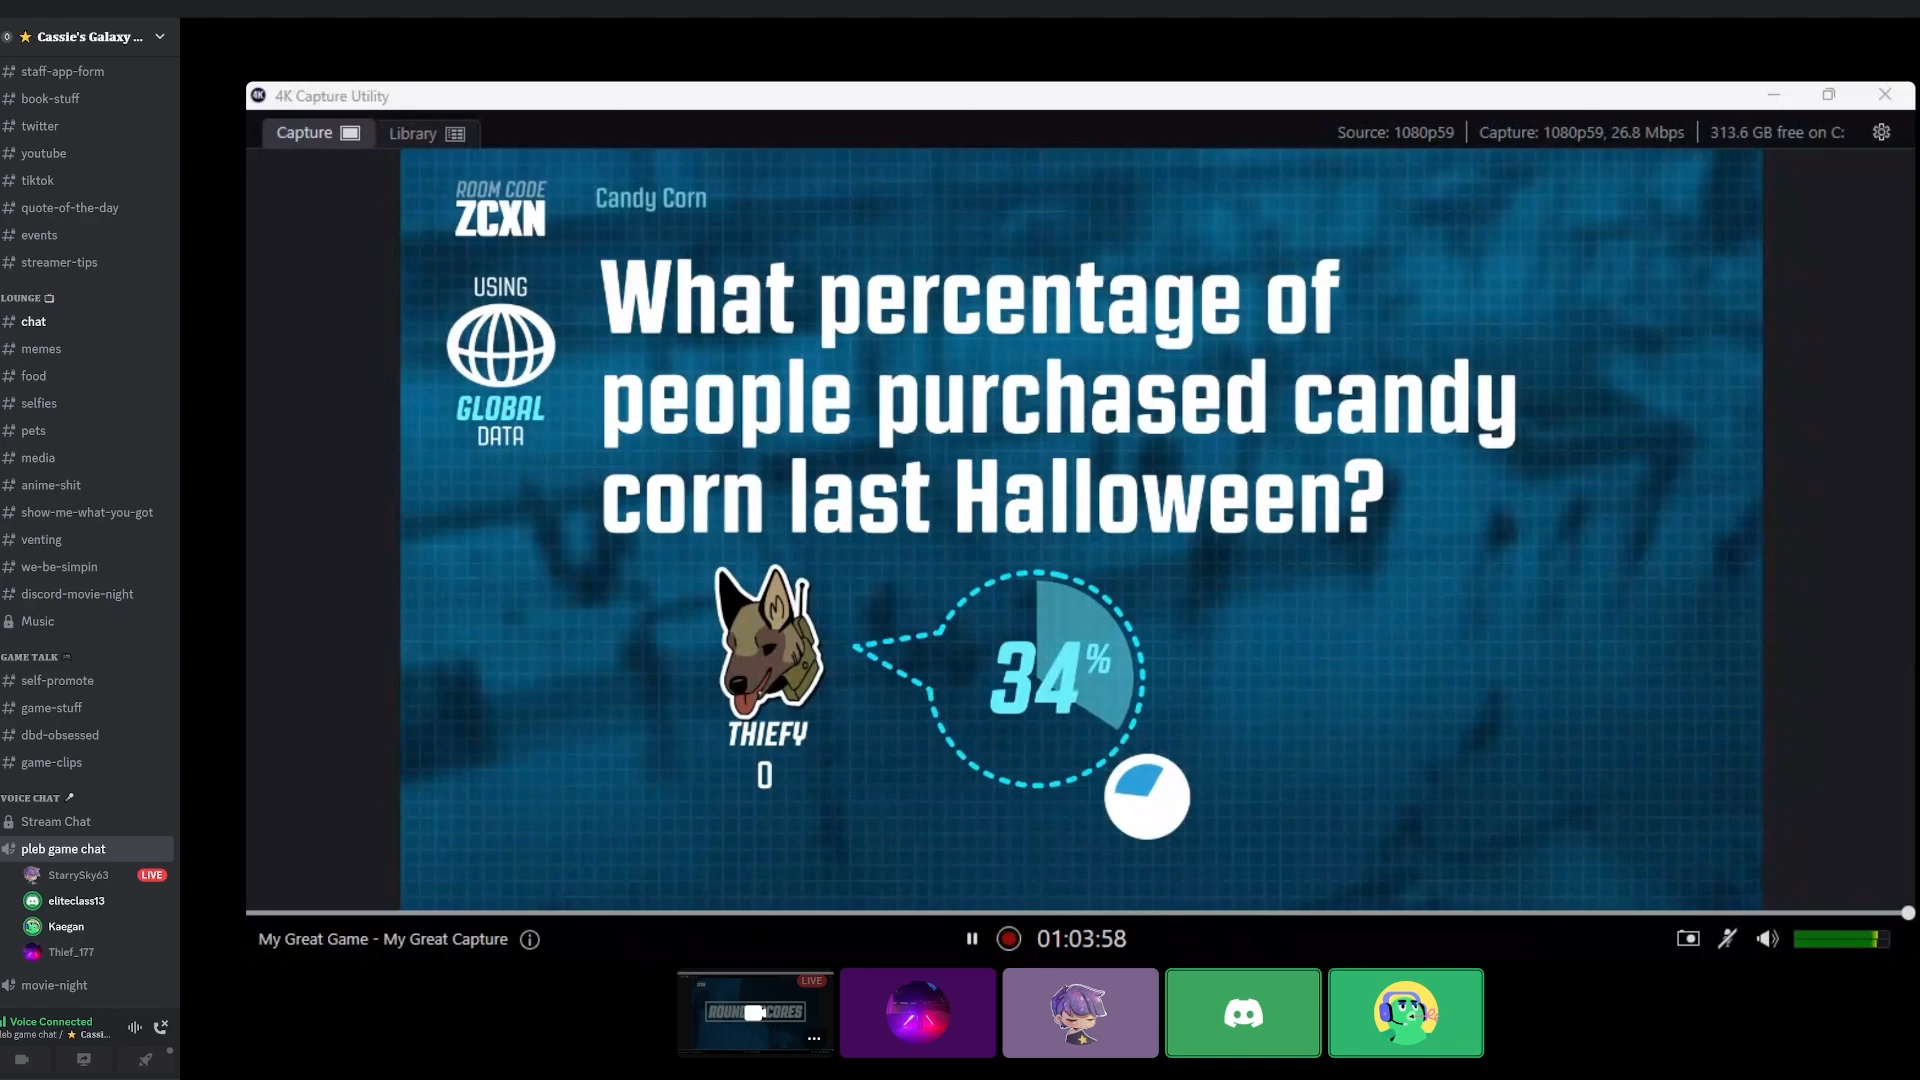 Cassie's Galaxy ...
staff-app-form
book-stuff
twitter
youtube
tiktok
quote-of-the-day
events
streamer-tips
LOUNGE
chat
memes
food
selfies
pets
media
anime-shit
show-me-what-you-got
venting
we-be-simpin
discord-movie-night
Music
GAME TALK
self-promote
game-stuff
dbd-obsessed
game-clips
VOICE CHAT
Stream Chat
pleb game chat
StarrySky63 LIVE
eliteclass13
Kaegan
Thief_177
movie-night
Voice Connected
leb game chat / Cassi...
4K 4K Capture Utility
Capture Library
Source: 1080p59 | Capture: 1080p59, 26.8 Mbps | 313.6 GB free on C:
ROOM CODE
ZCXN
USING
GLOBAL
DATA
Candy Corn
What percentage of
people purchased candy
corn last Halloween?
THIEFY
0
34%
My Great Game - My Great Capture
01:03:58
LIVE